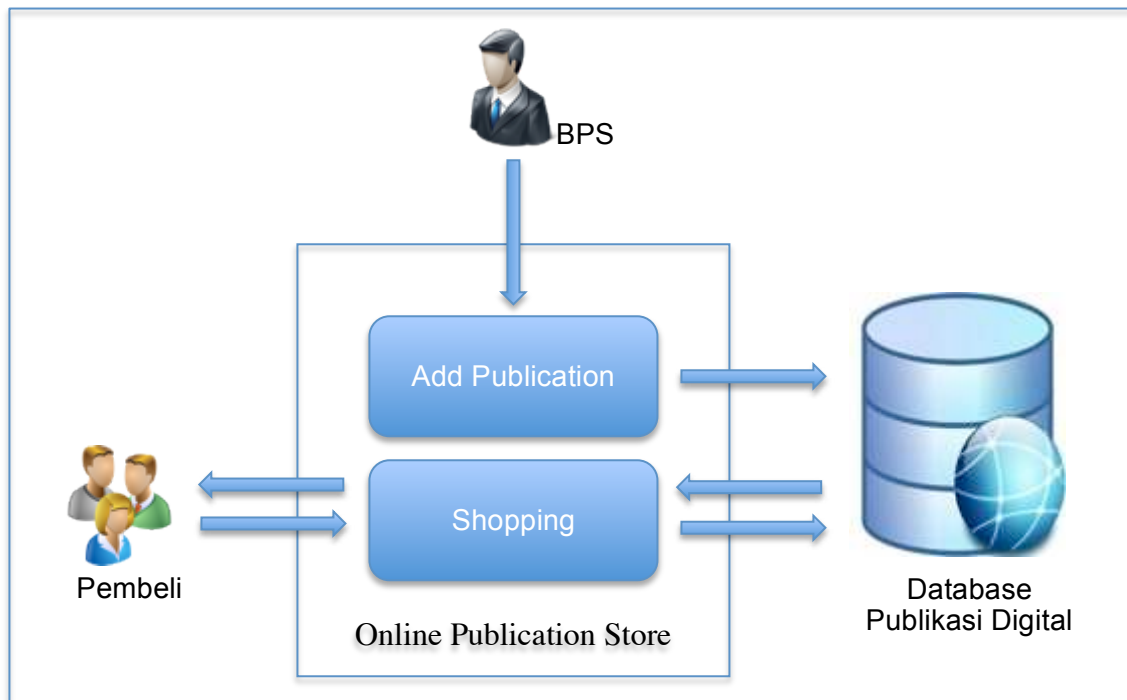 BPS
Add Publication
Shopping
Pembeli
Online Publication Store
Database
Publikasi Digital